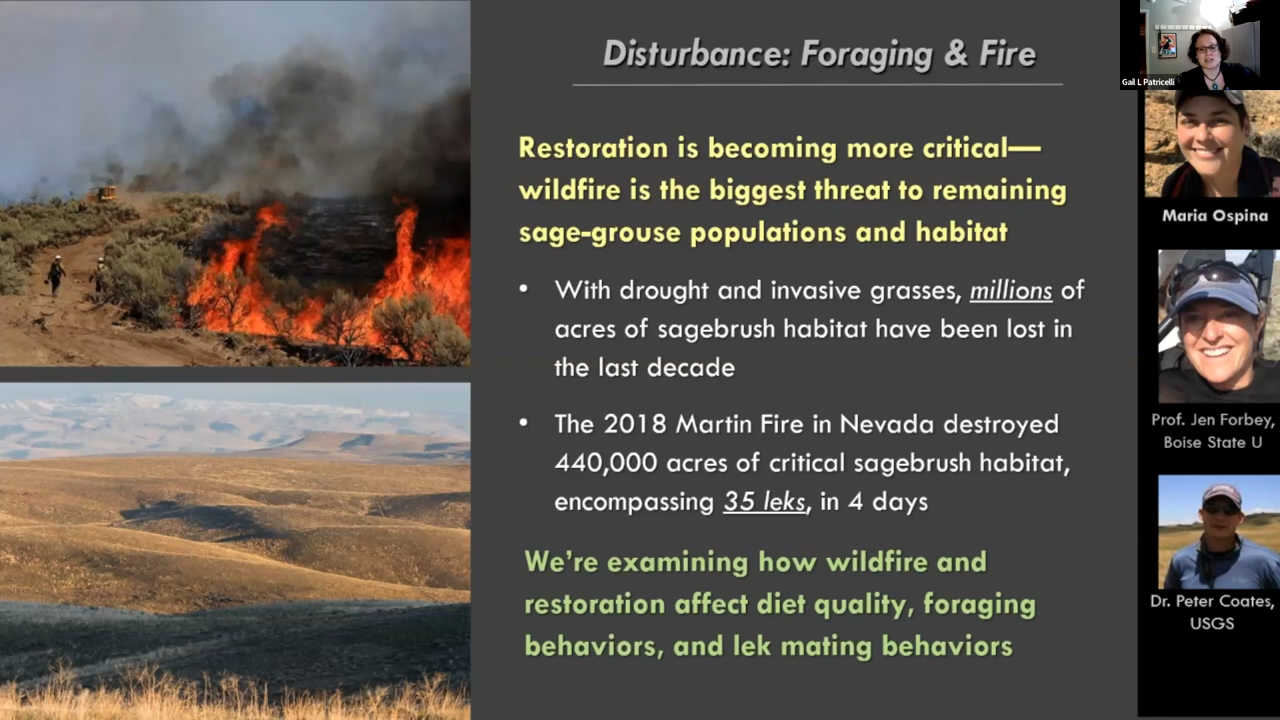 Disturbance: Foraging & Fire
Restoration is becoming more critical—
wildfire is the biggest threat to remaining
sage-grouse populations and habitat
• With drought and invasive grasses, millions of
acres of sagebrush habitat have been lost in
the last decade
• The 2018 Martin Fire in Nevada destroyed
440,000 acres of critical sagebrush habitat,
encompassing 35 leks, in 4 days
We're examining how wildfire and
restoration affect diet quality, foraging
behaviors, and lek mating behaviors
Gail L Patricelli
Maria Ospina
Prof. Jen Forbey,
Boise State U
Dr. Peter Coates,
USGS